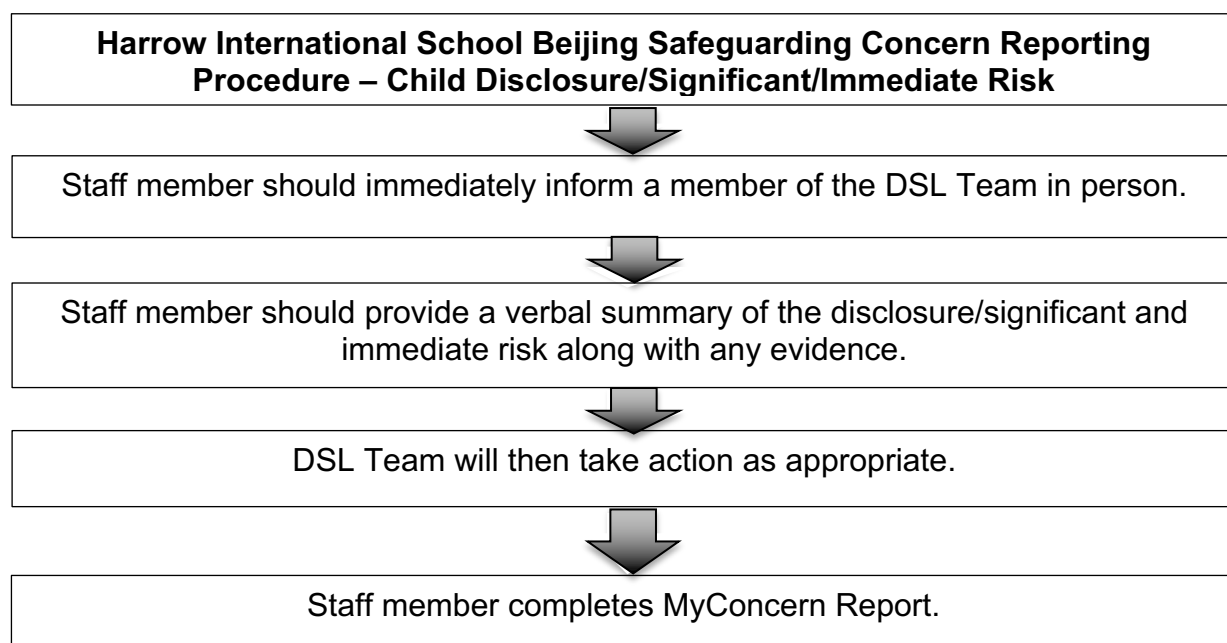 Harrow International School Beijing Safeguarding Concern Reporting
Procedure – Child Disclosure/Significant/Immediate Risk
Staff member should immediately inform a member of the DSL Team in person.
Staff member should provide a verbal summary of the disclosure/significant and
immediate risk along with any evidence.
DSL Team will then take action as appropriate.
Staff member completes MyConcern Report.